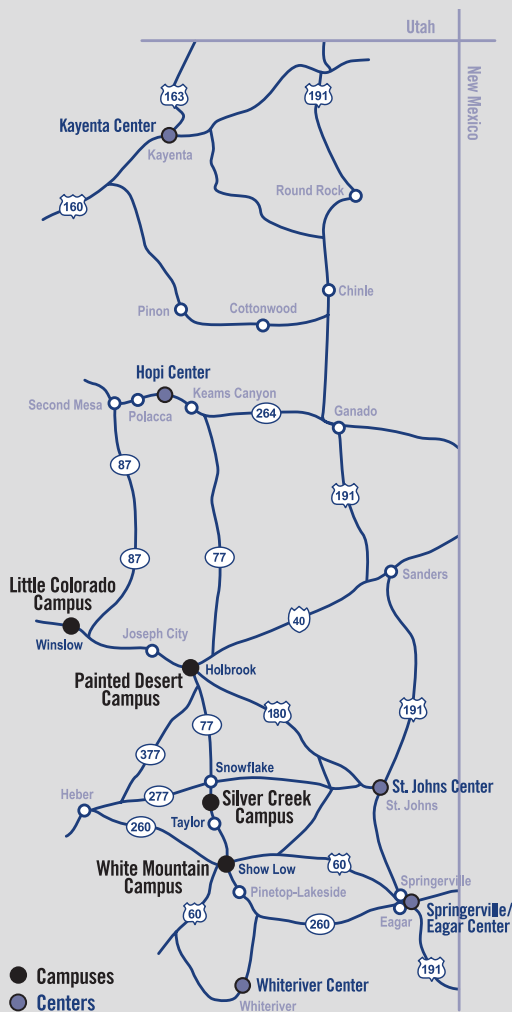 Utah
New Mexico
163
191
Kayenta Center
Kayenta
160
Round Rock
Chinle
Cottonwood
Pinon
Hopi Center
Keams Canyon
Second Mesa
Polacca
264
Ganado
87
191
87
77
Sanders
Little Colorado
Campus
Winslow
Joseph City
40
Holbrook
Painted Desert
Campus
180
191
77
377
Snowflake
St. Johns Center
St. Johns
Heber
277
Silver Creek
Campus
Taylor
260
White Mountain
Campus
Show Low
60
Pinetop-Lakeside
Springerville
60
Eagar
Springerville/
Eagar Center
260
191
Campuses
Centers
Whiteriver Center
Whiteriver